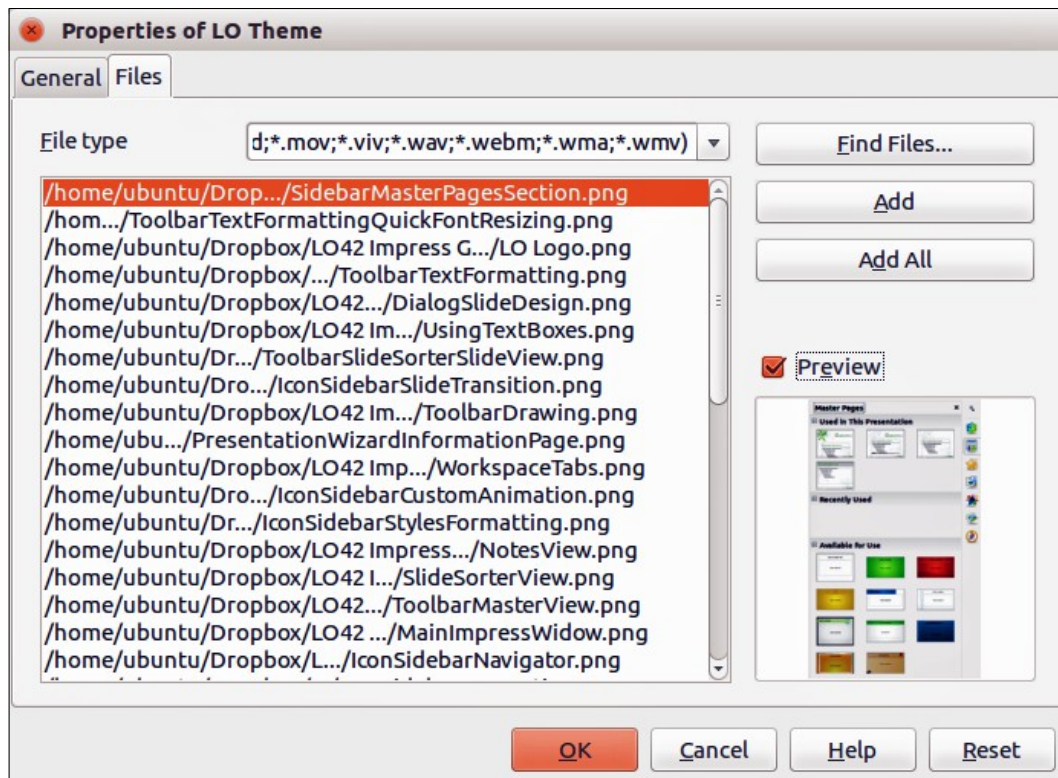 Properties of LO Theme
General Files
File type d;*.mov;*.viv;*.wav;*.webm;*.wma;*.wmv) Find Files...
/home/ubuntu/Drop.../SidebarMasterPagesSection.png
Add
/hom.../ToolbarTextFormattingQuickFontResizing.png
/home/ubuntu/Dropbox/LO42 Impress G.../LO Logo.png
Add All
/home/ubuntu/Dropbox/.../ToolbarTextFormatting.png
/home/ubuntu/Dropbox/LO42.../DialogSlideDesign.png
/home/ubuntu/Dropbox/LO42 Im.../UsingTextBoxes.png
/home/ubuntu/Dr.../ToolbarSlideSorterSlideView.png
Preview
/home/ubuntu/Dro.../IconSidebarSlideTransition.png
/home/ubuntu/Dropbox/LO42 Im.../ToolbarDrawing.png
/home/ubu.../PresentationWizardInformationPage.png
/home/ubuntu/Dropbox/LO42 Imp.../WorkspaceTabs.png
/home/ubuntu/Dro.../IconSidebarCustomAnimation.png
/home/ubuntu/Dr.../IconSidebarStylesFormatting.png
/home/ubuntu/Dropbox/LO42 Impress.../NotesView.png
/home/ubuntu/Dropbox/LO42 I.../SlideSorterView.png
/home/ubuntu/Dropbox/LO42.../ToolbarMasterView.png
/home/ubuntu/Dropbox/LO42 .../MainImpressWidow.png
/home/ubuntu/Dropbox/L.../IconSidebarNavigator.png
Master Pages
Used in This Presentation
Recently Used
Available for Use
OK Cancel Help Reset